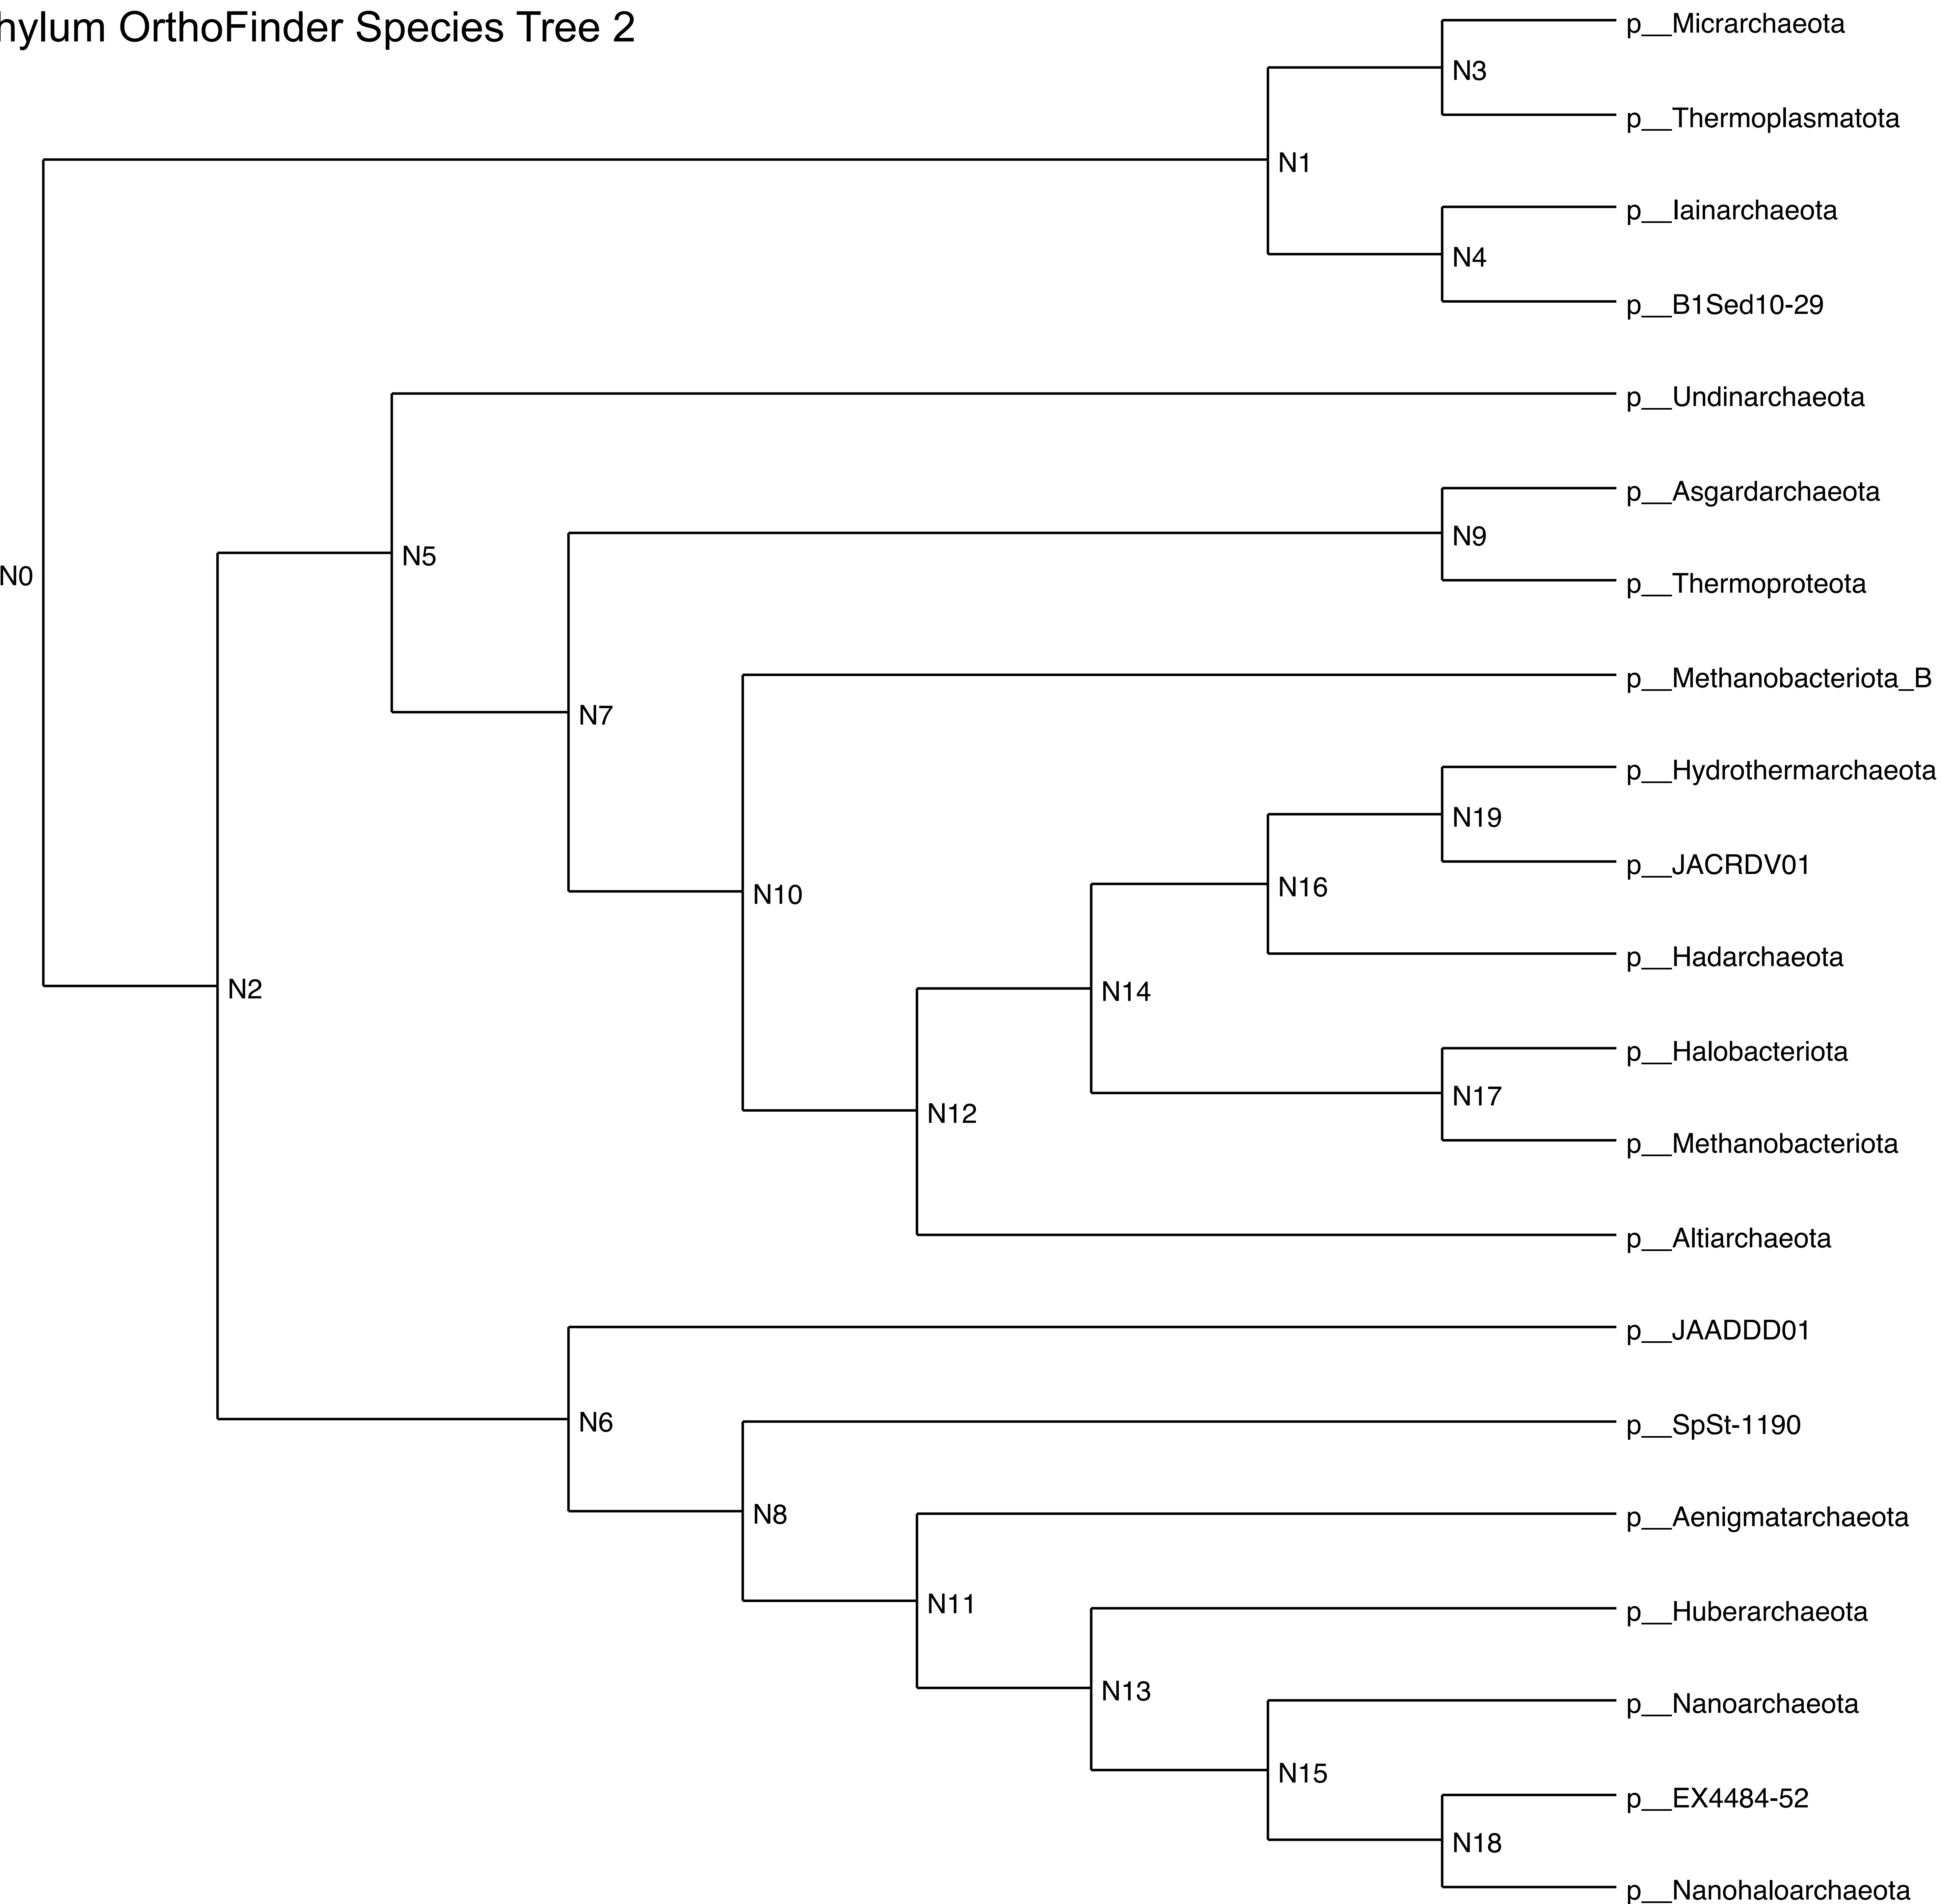 hylum OrthoFinder Species Tree 2
p__Micrarchaeota
N3
p__Thermoplasmatota
N1
p__Iainarchaeota
N4
p__B1Sed10-29
p__Undinarchaeota
p__Asgardarchaeota
N9
N5
N0
p__Thermoproteota
p__Methanobacteriota_B
N7
p__Hydrothermarchaeota
N19
p__JACRDV01
N16
N10
p__Hadarchaeota
N2
N14
p__Halobacteriota
N17
N12
p__Methanobacteriota
p__Altiarchaeota
p__JAADDD01
N6
p__SpSt-1190
N8
p__Aenigmatarchaeota
N11
p__Huberarchaeota
N13
p__Nanoarchaeota
N15
p__EX4484-52
N18
p__Nanohaloarchaeota